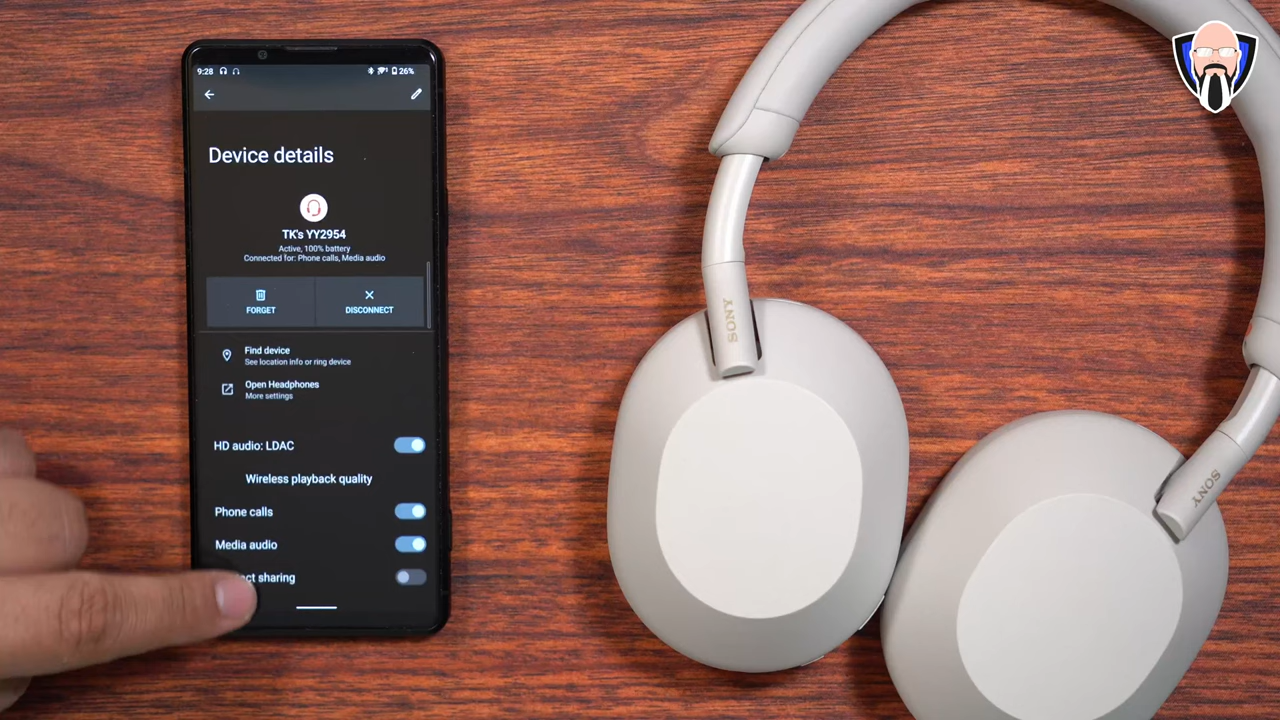 9:28
26%
Device details
TK's YY2954
Active, 100% battery
Connected for: Phone calls, Media audio
FORGET
DISCONNECT
Find device
See location info or ring device
Open Headphones
More settings
HD audio: LDAC
Wireless playback quality
Phone calls
Media audio
sharing
SONY
SONY